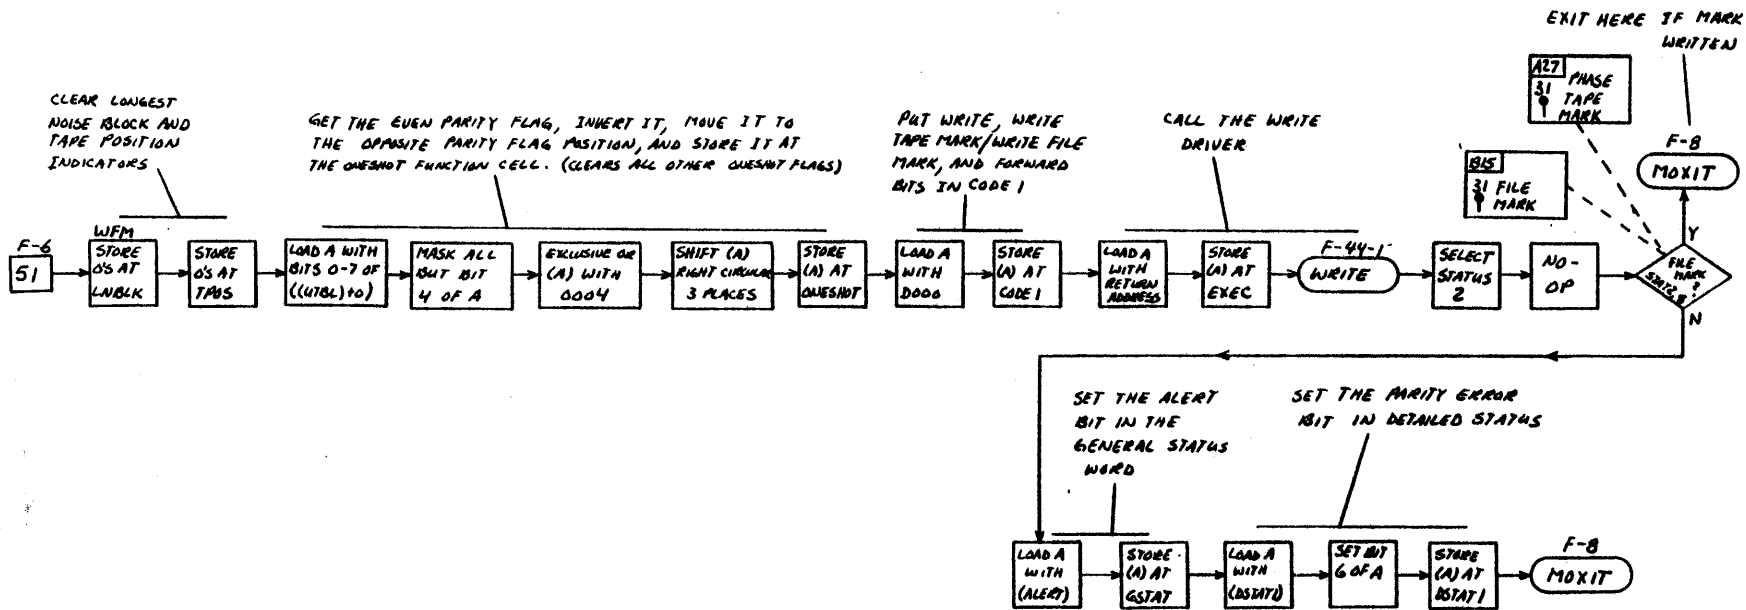 EXIT HERE IF MARK
WRITTEN
A27
31 PHASE
TAPE
MARK
CLEAR LONGEST
NOISE BLOCK AND
TAPE POSITION
INDICATORS
GET THE EVEN PARITY FLAG, INVERT IT, MOVE IT TO
THE OPPOSITE PARITY FLAG POSITION, AND STORE IT AT
THE ONESHOT FUNCTION CELL. (CLEARS ALL OTHER ONESHOT FLAGS)
PUT WRITE, WRITE
TAPE MARK/WRITE FILE
MARK, AND FORWARD
BITS IN CODE 1
CALL THE WRITE
DRIVER
F-8
MOXIT
B15
31 FILE
MARK
F-6
51
WFM
STORE
0'S AT
LNBLK
STORE
0'S AT
TPOS
LOAD A WITH
BITS 0-7 OF
((UTBL)+0)
MASK ALL
BUT BIT
4 OF A
EXCLUSIVE OR
(A) WITH
0004
SHIFT (A)
RIGHT CIRCULAR
3 PLACES
STORE
(A) AT
ONESHOT
LOAD A
WITH
D000
STORE
(A) AT
CODE 1
LOAD A
WITH
RETURN
ADDRESS
STORE
(A) AT
EXEC
F-44-1
WRITE
SELECT
STATUS
2
NO-
OP
FILE
MARK
?
Y
N
SET THE ALERT
BIT IN THE
GENERAL STATUS
WORD
SET THE PARITY ERROR
BIT IN DETAILED STATUS
LOAD A
WITH
(ALERT)
STORE
(A) AT
GSTAT
LOAD A
WITH
(DSTAT1)
SET BIT
6 OF A
STORE
(A) AT
DSTAT1
F-8
MOXIT